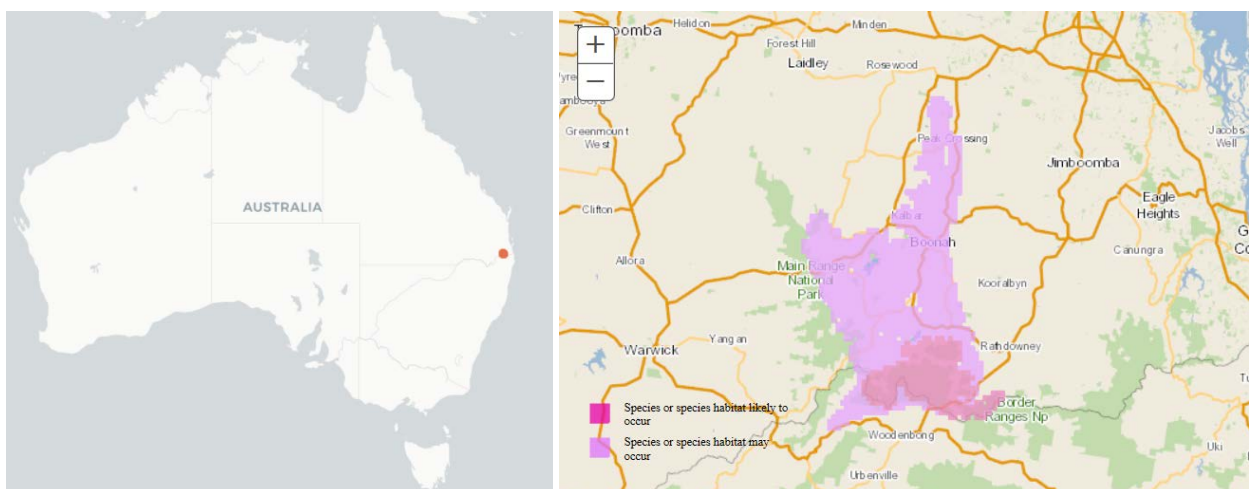 AUSTRALIA
Helidon
Minden
Forest Hill
Laidley
Rosewood
+
−
Greenmount
West
Peak Crossing
Jacobs
Well
Jimboomba
Eagle
Heights
Clifton
Kalbar
Boonah
Canungra
Allora
Main Range
National
Park
Kooralbyn
Yangan
Warwick
Rathdowney
Species or species habitat likely to
occur
Border
Ranges Np
Species or species habitat may
occur
Woodenbong
Urbenville
Uki